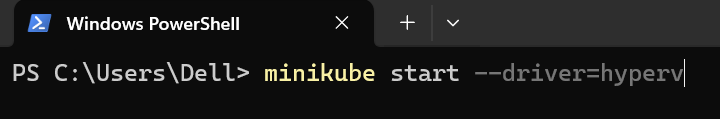 Windows PowerShell
PS C:\Users\Dell> minikube start --driver=hyperv